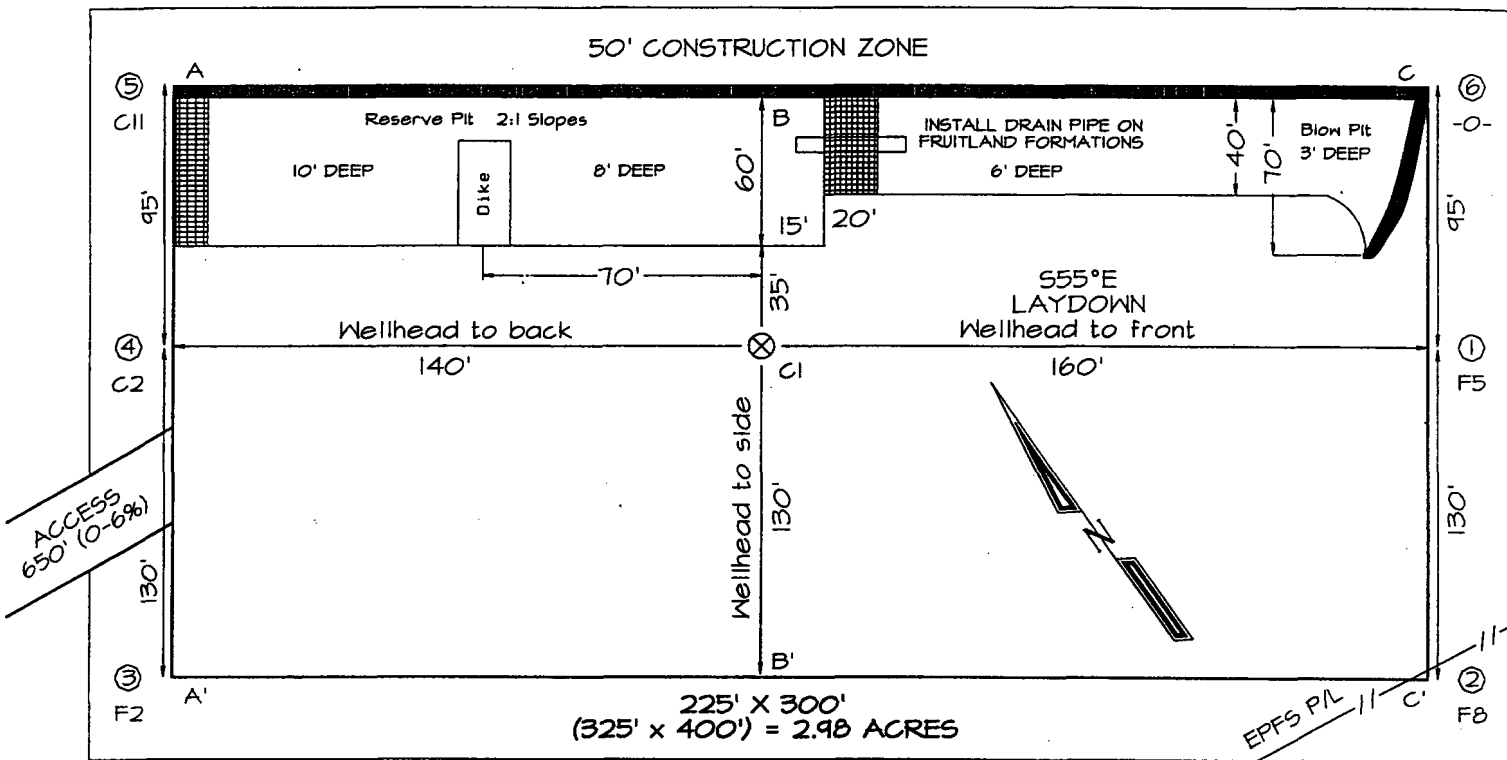 50' CONSTRUCTION ZONE
A
C
5
6
C11
-0-
Reserve Pit 2:1 Slopes
B
INSTALL DRAIN PIPE ON
FRUITLAND FORMATIONS
Blow Pit
3' DEEP
10' DEEP
8' DEEP
6' DEEP
Dike
60'
40'
70'
95'
95'
15'
20'
70'
35'
S55°E
LAYDOWN
Wellhead to back
Wellhead to front
4
1
140'
C1
160'
C2
F5
Wellhead to side
130'
N
ACCESS
650' (0-6%)
130'
130'
B'
3
A'
C'
2
F2
F8
225' X 300'
(325' x 400') = 2.98 ACRES
EPFS P/L